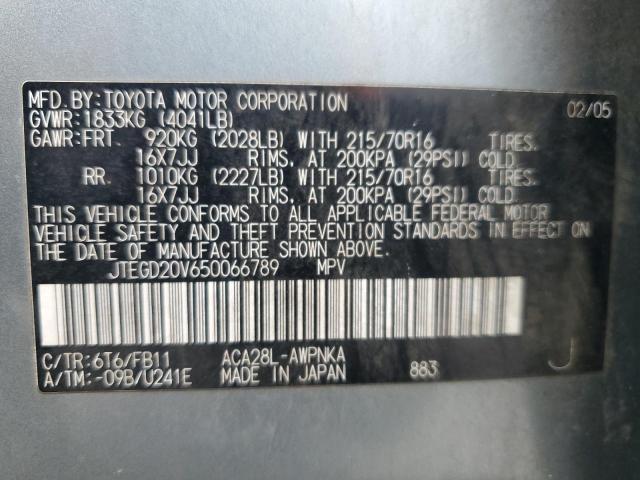 MFD.BY:TOYOTA MOTOR CORPORATION 02/05
GVWR:1833KG (4041LB)
GAWR:FRT. 920KG (2028LB) WITH 215/70R16 TIRES.
16X7JJ RIMS, AT 200KPA (29PSI) COLD.
RR. 1010KG (2227LB) WITH 215/70R16 TIRES.
16X7JJ RIMS, AT 200KPA (29PSI) COLD.
THIS VEHICLE CONFORMS TO ALL APPLICABLE FEDERAL MOTOR
VEHICLE SAFETY AND THEFT PREVENTION STANDARDS IN EFFECT ON
THE DATE OF MANUFACTURE SHOWN ABOVE.
JTEGD20V650066789 MPV
C/TR:6T6/FB11 ACA28L-AWPNKA J
A/TM:-09B/U241E MADE IN JAPAN 883